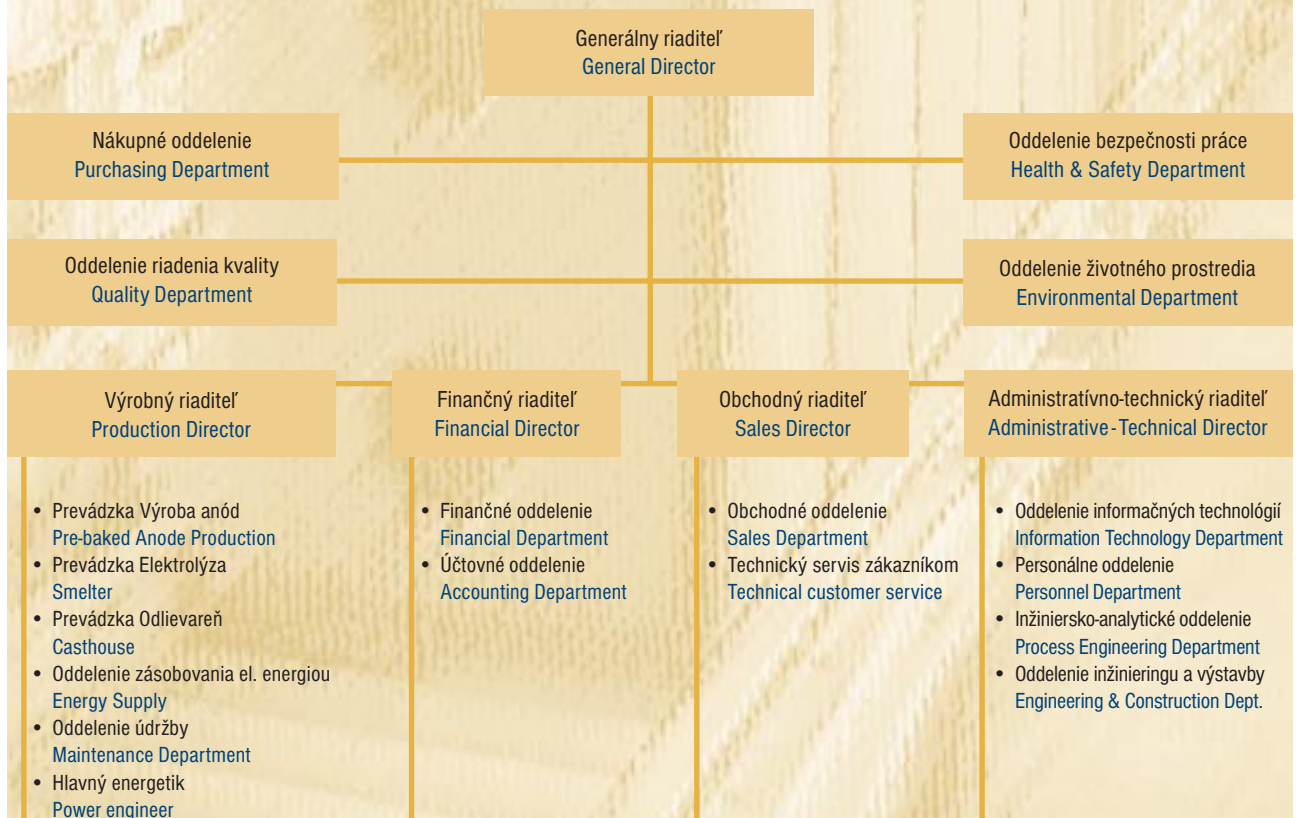 Generálny riaditeľ
General Director
Nákupné oddelenie
Purchasing Department
Oddelenie bezpečnosti práce
Health & Safety Department
Oddelenie riadenia kvality
Quality Department
Oddelenie životného prostredia
Environmental Department
Výrobný riaditeľ
Production Director
Finančný riaditeľ
Financial Director
Obchodný riaditeľ
Sales Director
Administratívno-technický riaditeľ
Administrative-Technical Director
• Prevádzka Výroba anód
Pre-baked Anode Production
• Prevádzka Elektrolýza
Smelter
• Prevádzka Odlievareň
Casthouse
• Oddelenie zásobovania el. energiou
Energy Supply
• Oddelenie údržby
Maintenance Department
• Hlavný energetik
Power engineer
• Finančné oddelenie
Financial Department
• Účtovné oddelenie
Accounting Department
• Obchodné oddelenie
Sales Department
• Technický servis zákazníkom
Technical customer service
• Oddelenie informačných technológií
Information Technology Department
• Personálne oddelenie
Personnel Department
• Inžiniersko-analytické oddelenie
Process Engineering Department
• Oddelenie inžinieringu a výstavby
Engineering & Construction Dept.